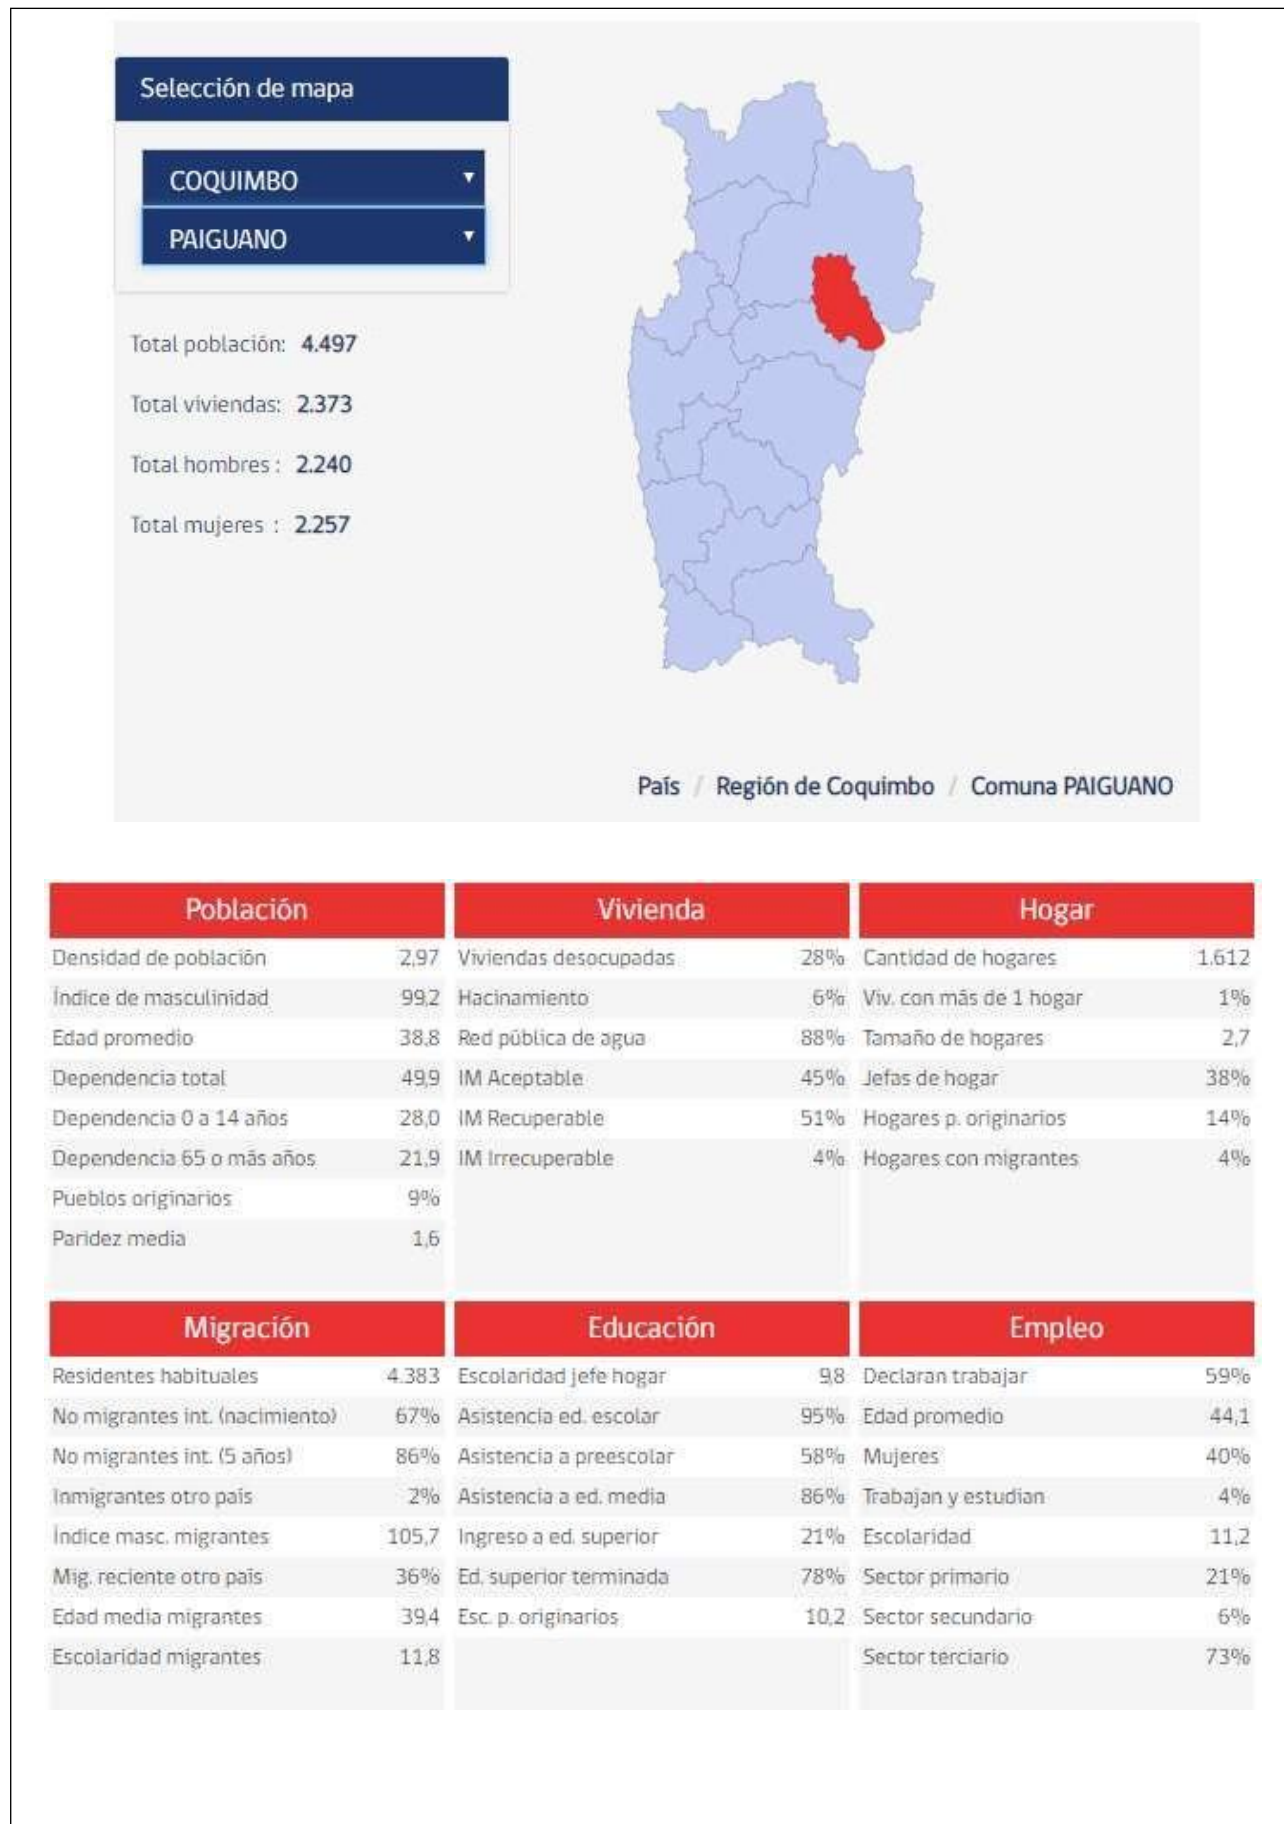 Selección de mapa
COQUIMBO
PAIGUANO
Total población: 4.497
Total viviendas: 2.373
Total hombres : 2.240
Total mujeres : 2.257
País / Región de Coquimbo / Comuna PAIGUANO
Población
Densidad de población 2,97
Índice de masculinidad 99,2
Edad promedio 38,8
Dependencia total 49,9
Dependencia 0 a 14 años 28,0
Dependencia 65 o más años 21,9
Pueblos originarios 9%
Paridez media 1,6
Vivienda
Viviendas desocupadas 28%
Hacinamiento 6%
Red pública de agua 88%
IM Aceptable 45%
IM Recuperable 51%
IM Irrecuperable 4%
Hogar
Cantidad de hogares 1.612
Viv. con más de 1 hogar 1%
Tamaño de hogares 2,7
Jefas de hogar 38%
Hogares p. originarios 14%
Hogares con migrantes 4%
Migración
Residentes habituales 4.383
No migrantes int. (nacimiento) 67%
No migrantes int. (5 años) 86%
Inmigrantes otro país 2%
Índice masc. migrantes 105,7
Mig. reciente otro país 36%
Edad media migrantes 39,4
Escolaridad migrantes 11,8
Educación
Escolaridad jefe hogar 9,8
Asistencia ed. escolar 95%
Asistencia a preescolar 58%
Asistencia a ed. media 86%
Ingreso a ed. superior 21%
Ed. superior terminada 78%
Esc. p. originarios 10,2
Empleo
Declaran trabajar 59%
Edad promedio 44,1
Mujeres 40%
Trabajan y estudian 4%
Escolaridad 11,2
Sector primario 21%
Sector secundario 6%
Sector terciario 73%